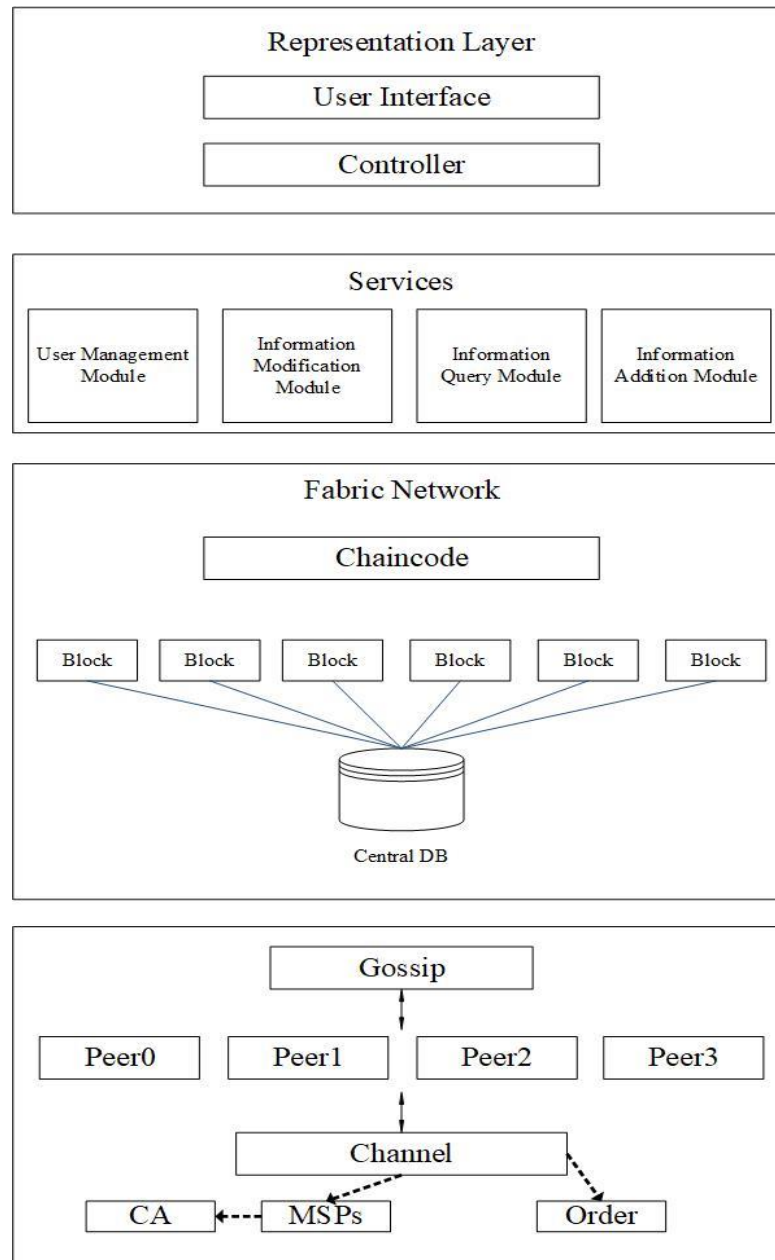 Representation Layer
User Interface
Controller
Services
User Management
Module
Information
Modification
Module
Information
Query Module
Information
Addition Module
Fabric Network
Chaincode
Block Block Block Block Block Block
Central DB
Gossip
Peer0 Peer1 Peer2 Peer3
Channel
CA MSPs Order